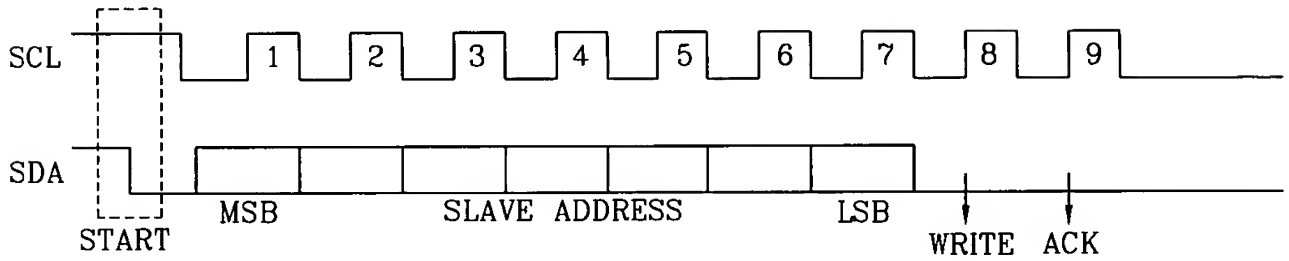 SCL 1 2 3 4 5 6 7 8 9
SDA
MSB SLAVE ADDRESS LSB
START WRITE ACK